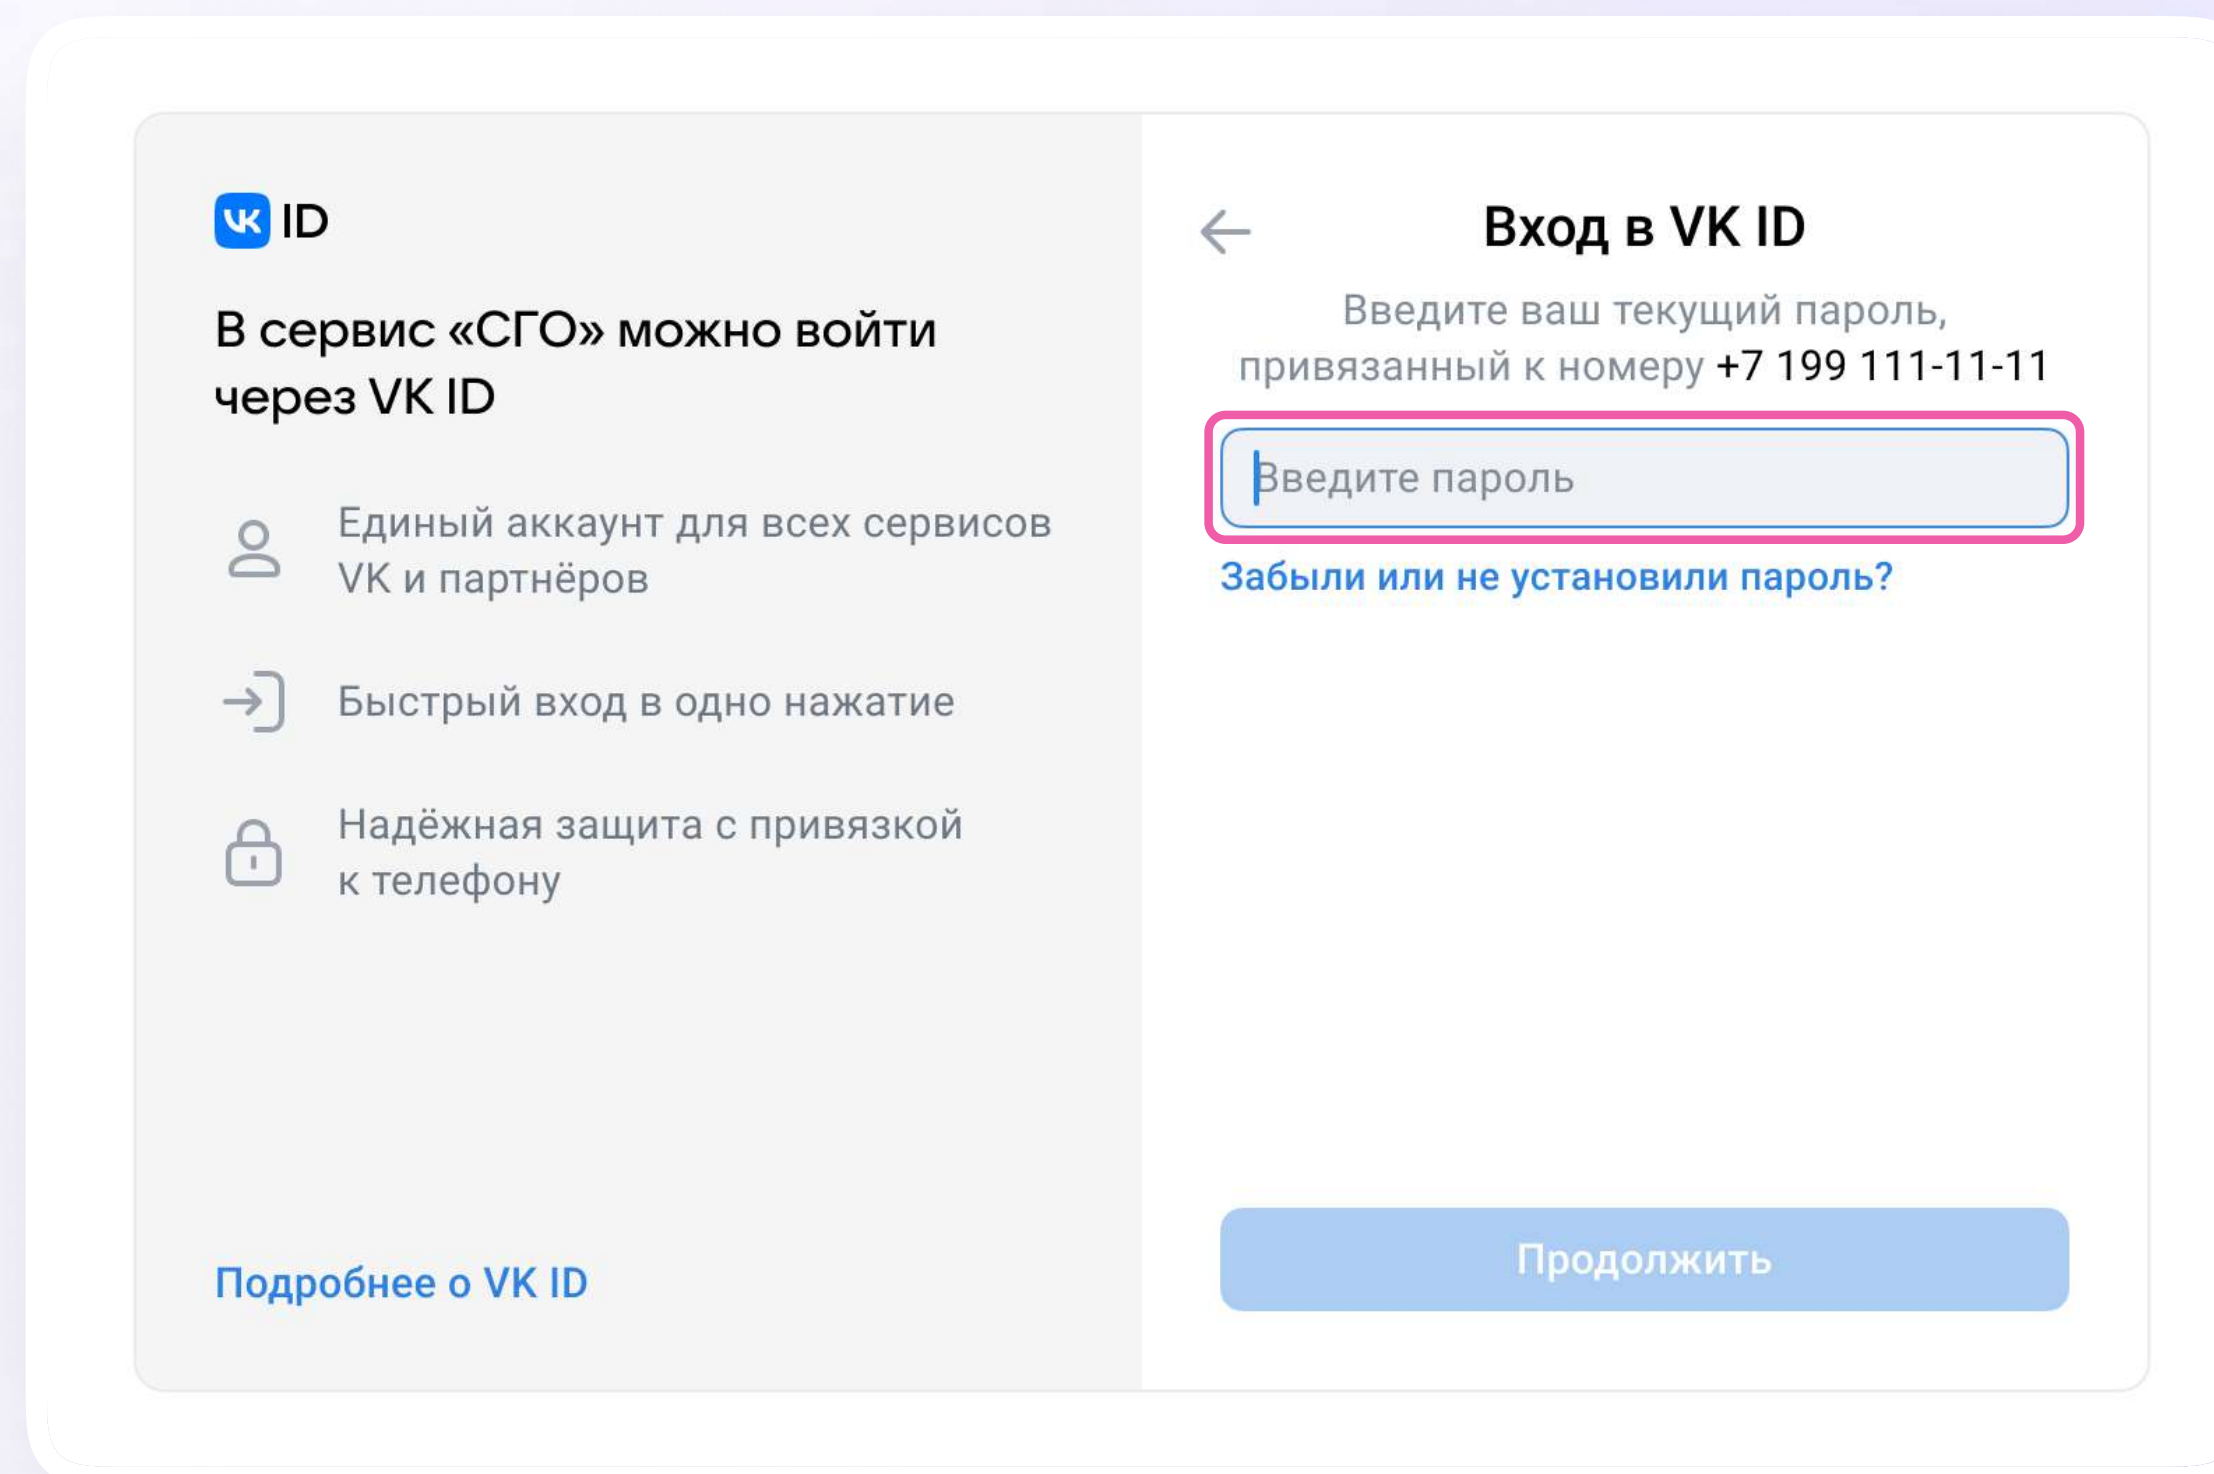 VK ID
В сервис «СГО» можно войти
через VK ID
Единый аккаунт для всех сервисов
VK и партнёров
Быстрый вход в одно нажатие
Надёжная защита с привязкой
к телефону
Подробнее о VK ID
Вход в VK ID
Введите ваш текущий пароль,
привязанный к номеру +7 199 111-11-11
Введите пароль
Забыли или не установили пароль?
Продолжить